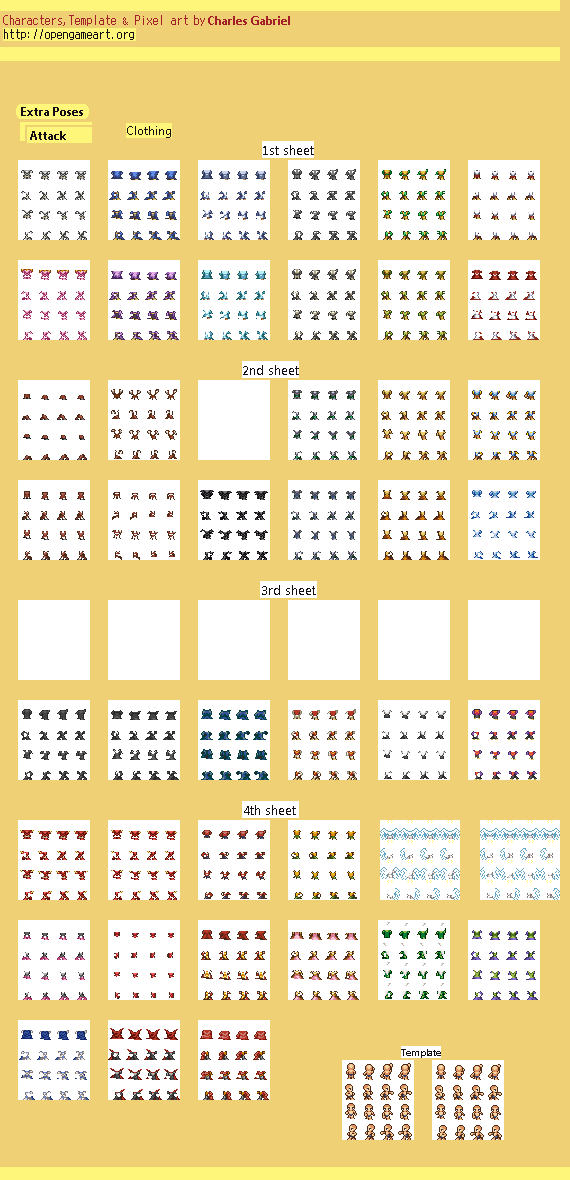 Characters, Template & Pixel art by Charles Gabriel
http://opengameart.org
Extra Poses
Attack
Clothing
1st sheet
2nd sheet
3rd sheet
4th sheet
Template